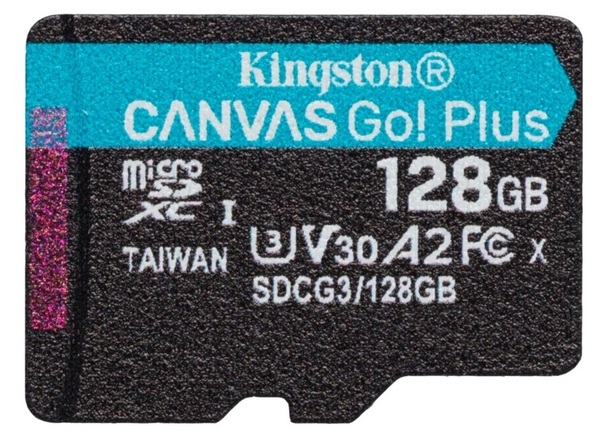 Kingston®
CANVAS Go! Plus
micro SD XC I
128GB
TAIWAN
U3 V30 A2 FC X
SDCG3/128GB